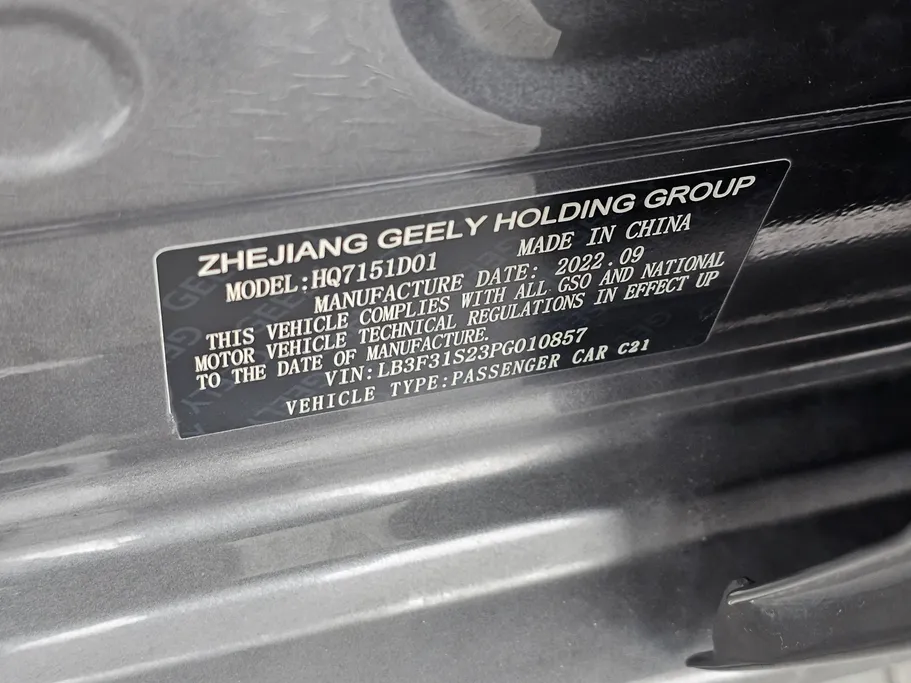 ZHEJIANG GEELY HOLDING GROUP
MODEL:HQ7151D01 MADE IN CHINA
MANUFACTURE DATE: 2022.09
THIS VEHICLE COMPLIES WITH ALL GSO AND NATIONAL
MOTOR VEHICLE TECHNICAL REGULATIONS IN EFFECT UP
TO THE DATE OF MANUFACTURE.
VIN:LB3F31S23PG010857
VEHICLE TYPE:PASSENGER CAR C21